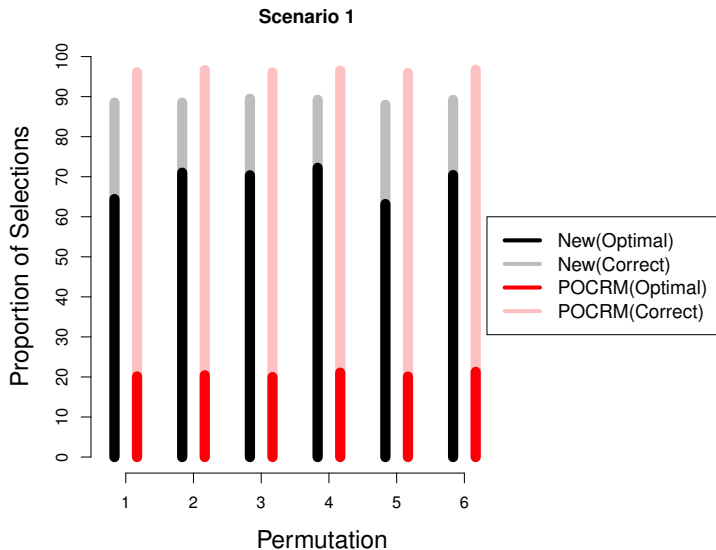 Scenario 1
Proportion of Selections
100
90
80
70
60
50
40
30
20
10
0
1 2 3 4 5 6
Permutation
New(Optimal)
New(Correct)
POCRM(Optimal)
POCRM(Correct)